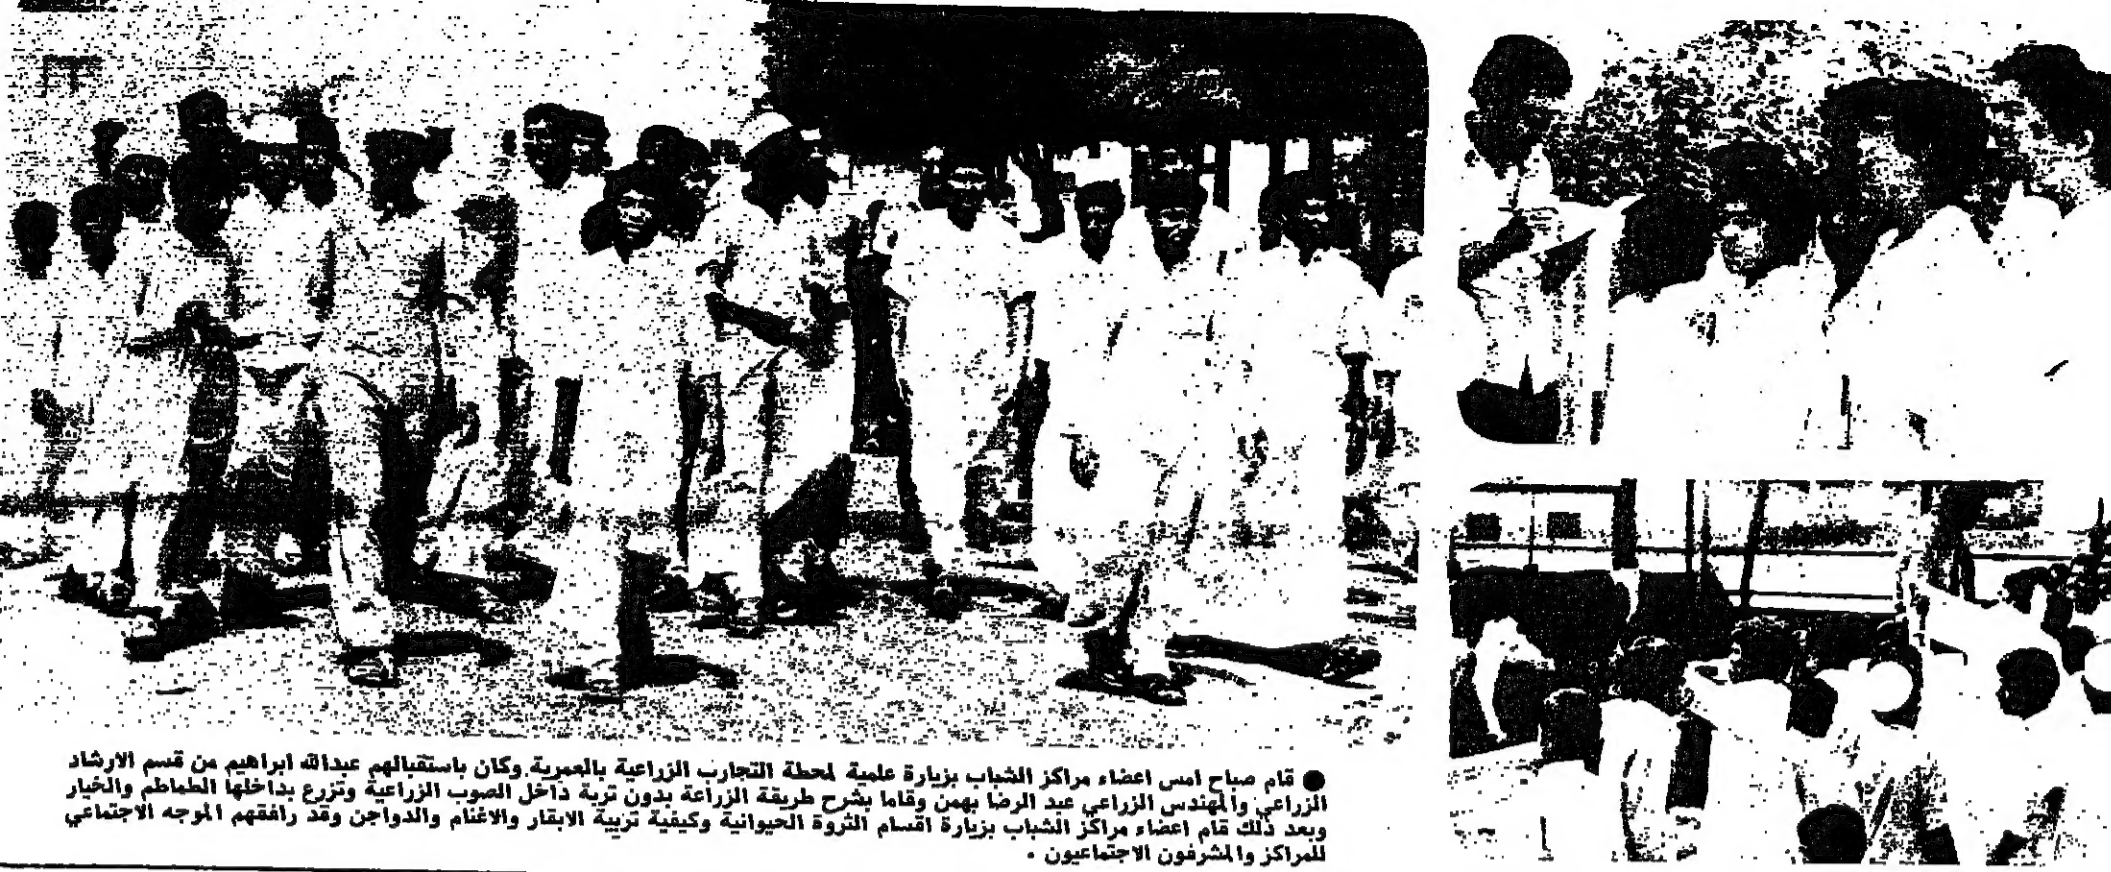 ● قام صباح امس اعضاء مراكز الشباب بزيارة علمية لمحطة التجارب الزراعية بالعمرية وكان باستقبالهم عبدالله ابراهيم من قسم الارشاد
الزراعي والمهندس الزراعي عبد الرضا بهمن وقاما بشرح طريقة الزراعة بدون تربة داخل الصوب الزراعية وتزرع بداخلها الطماطم والخيار
وبعد ذلك قام اعضاء مراكز الشباب بزيارة اقسام الثروة الحيوانية وكيفية تربية الابقار والاغنام والدواجن وقد رافقهم الموجه الاجتماعي
للمراكز والمشرفون الاجتماعيون .